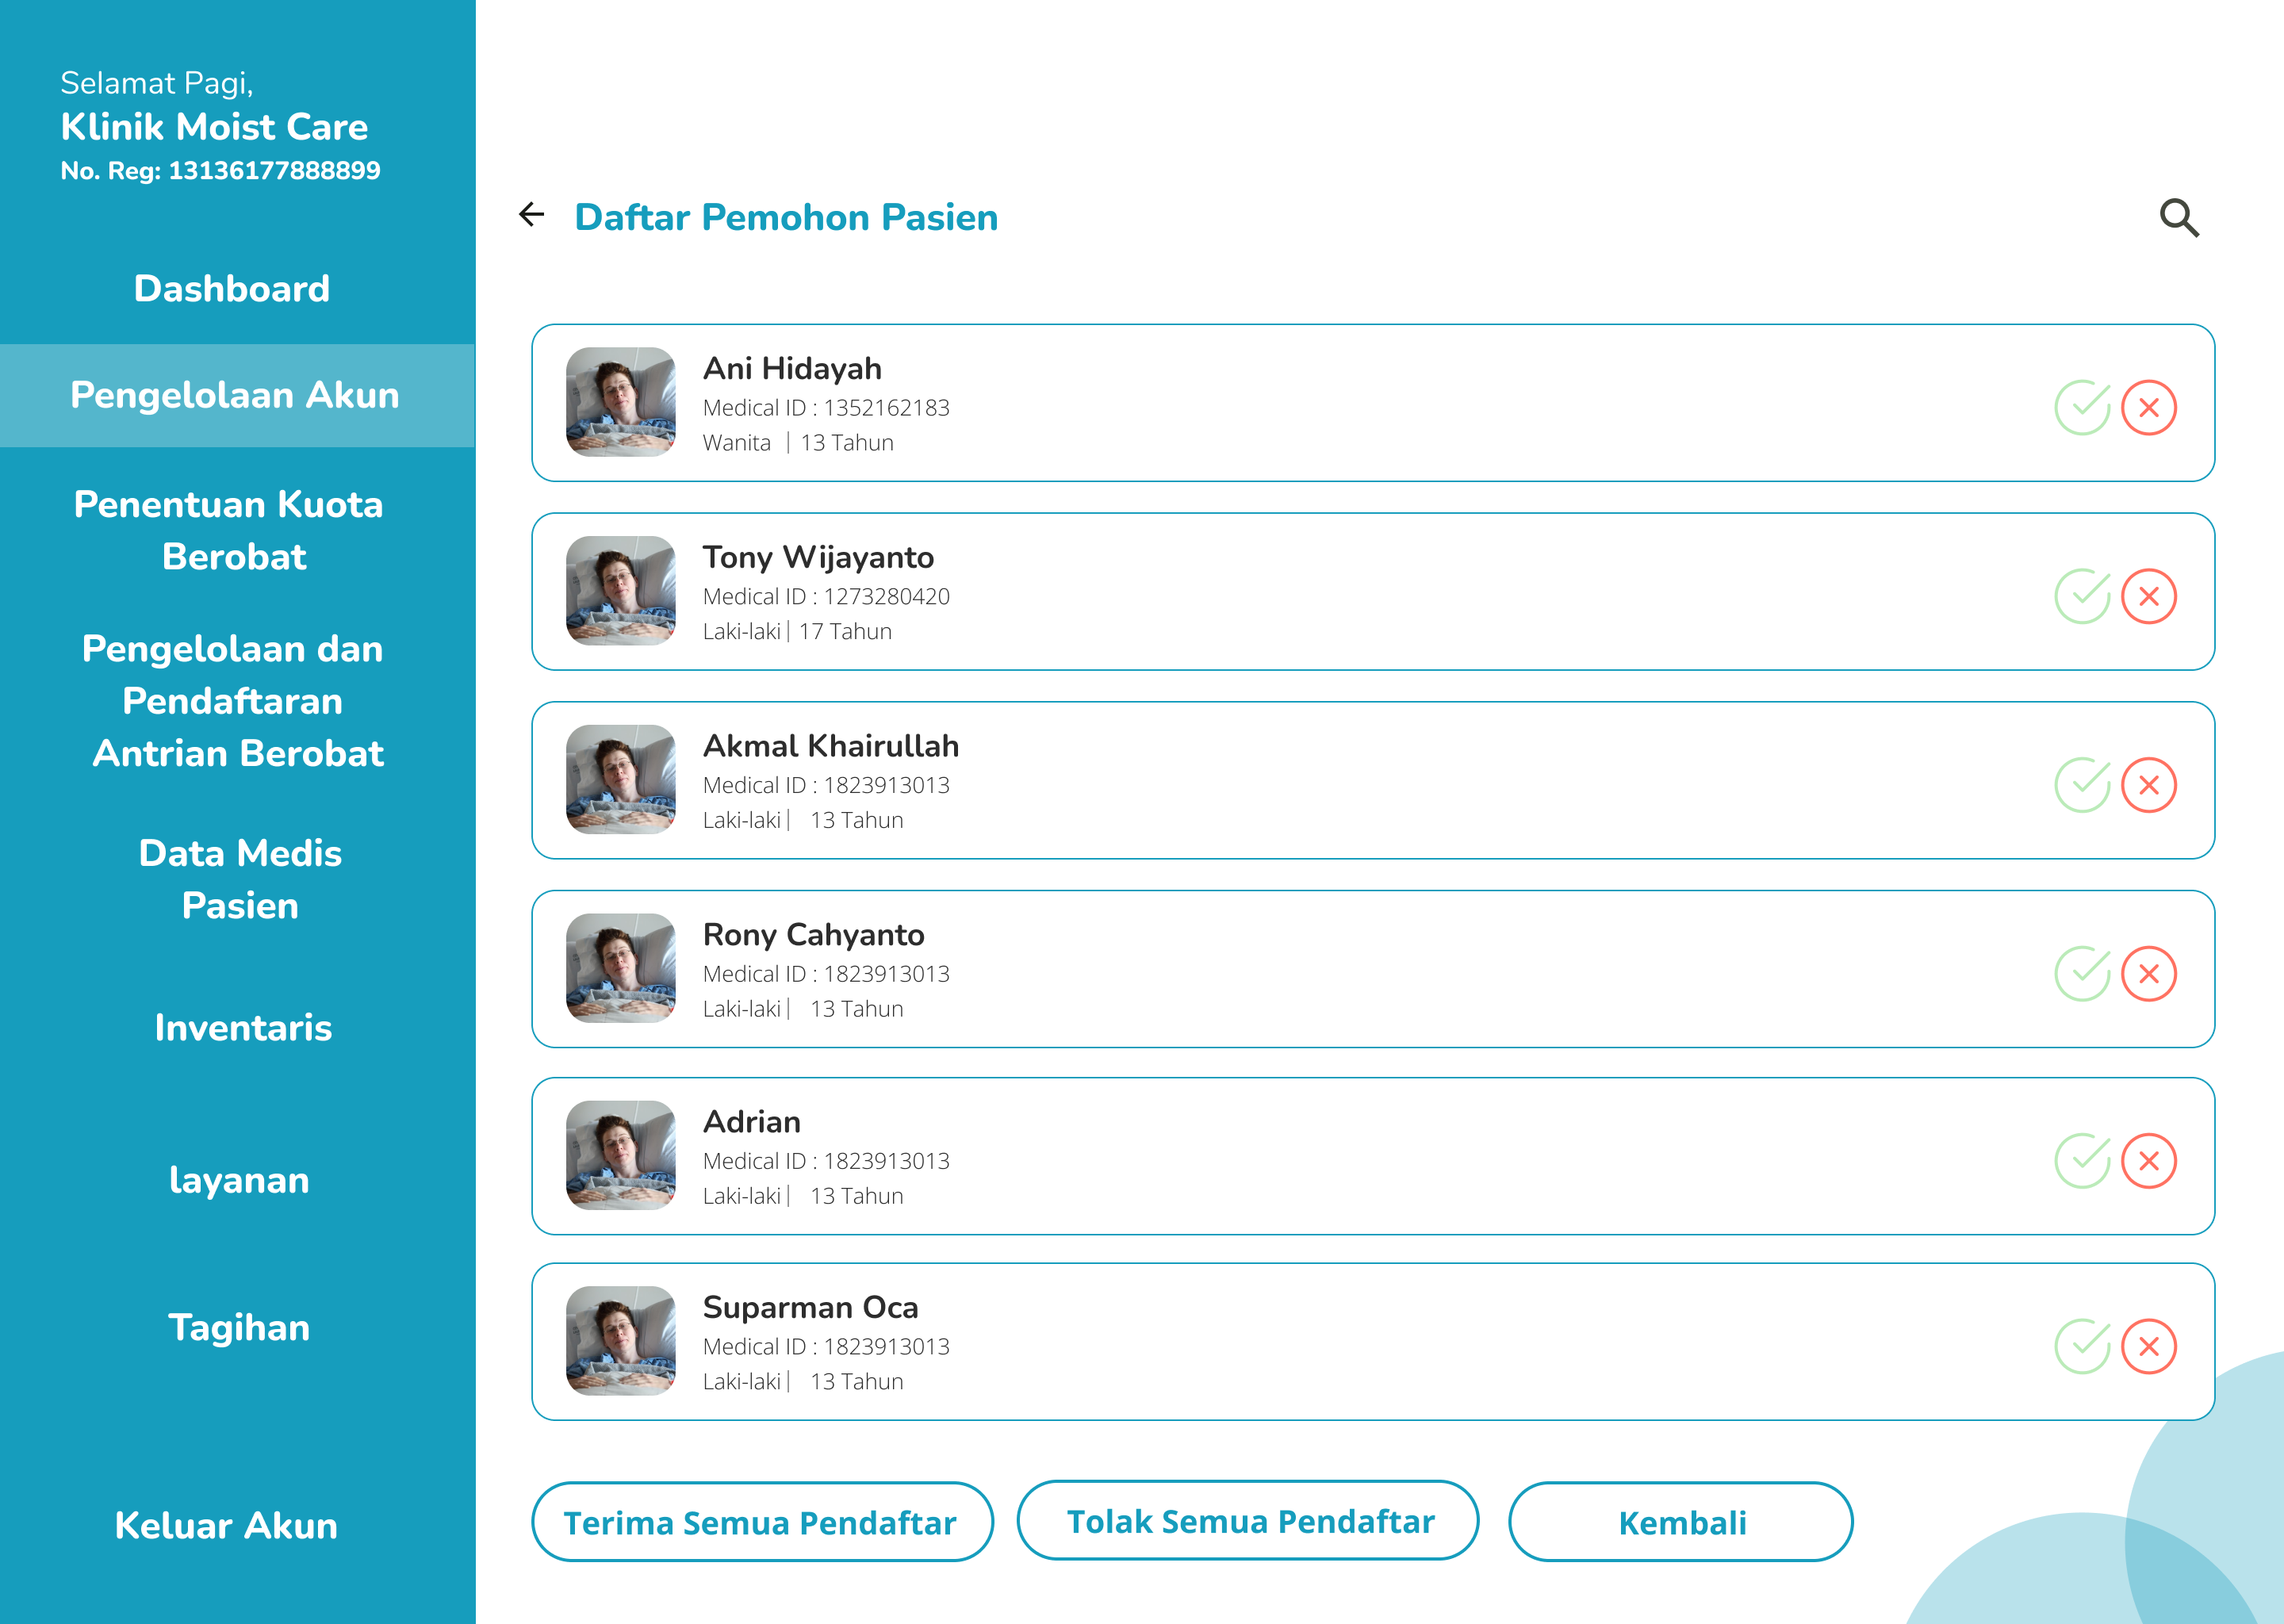 Selamat Pagi,
Klinik Moist Care
No. Reg: 13136177888899
Dashboard
Pengelolaan Akun
Penentuan Kuota
Berobat
Pengelolaan dan
Pendaftaran
Antrian Berobat
Data Medis
Pasien
Inventaris
layanan
Tagihan
Keluar Akun
Daftar Pemohon Pasien
Ani Hidayah
Medical ID : 1352162183
Wanita | 13 Tahun
Tony Wijayanto
Medical ID : 1273280420
Laki-laki | 17 Tahun
Akmal Khairullah
Medical ID : 1823913013
Laki-laki | 13 Tahun
Rony Cahyanto
Medical ID : 1823913013
Laki-laki | 13 Tahun
Adrian
Medical ID : 1823913013
Laki-laki | 13 Tahun
Suparman Oca
Medical ID : 1823913013
Laki-laki | 13 Tahun
Terima Semua Pendaftar
Tolak Semua Pendaftar
Kembali